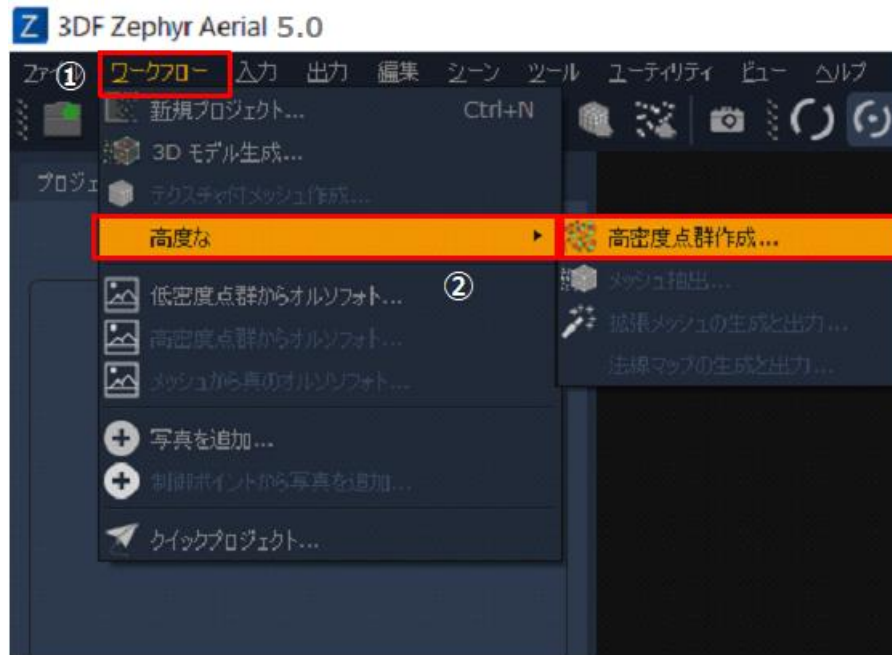 Z 3DF Zephyr Aerial 5.0
ファイル ① ワークフロー 入力 出力 編集 シーン ツール ユーティリティ ビュー ヘルプ
新規プロジェクト... Ctrl+N
3D モデル生成...
プロジェ
テクスチャ付メッシュ作成...
高度な
高密度点群作成...
②
低密度点群からオルソフォト...
メッシュ抽出...
高密度点群からオルソフォト...
拡張メッシュの生成と出力...
メッシュから真のオルソフォト...
法線マップの生成と出力...
写真を追加...
制御ポイントから写真を追加...
クイックプロジェクト...